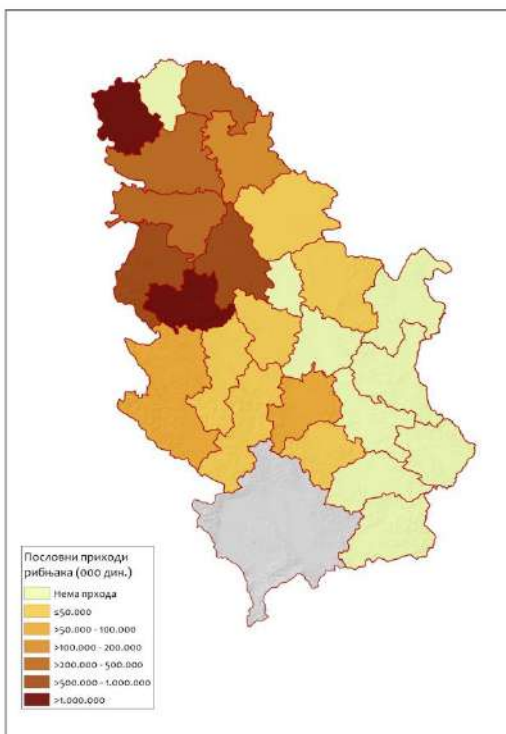 Пословни приходи
рибњака (000 дин.)
Нема прхода
≤50.000
>50.000 - 100.000
>100.000 - 200.000
>200.000 - 500.000
>500.000 - 1.000.000
>1.000.000